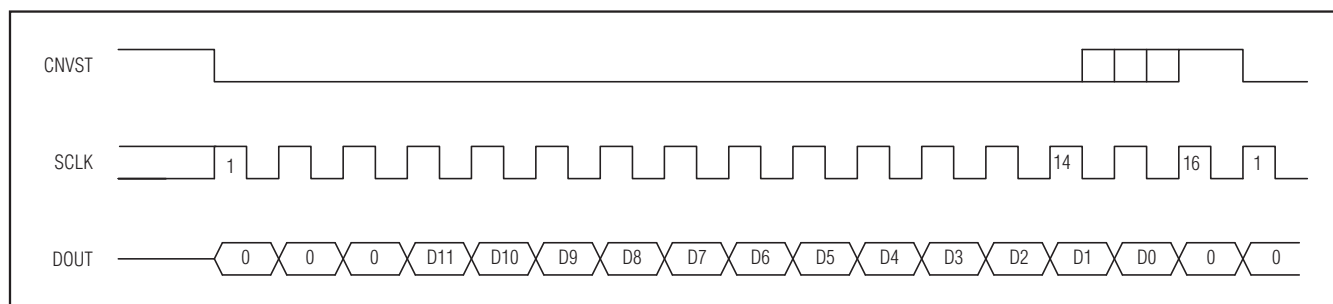 CNVST
SCLK 1 14 16 1
DOUT 0 0 0 D11 D10 D9 D8 D7 D6 D5 D4 D3 D2 D1 D0 0 0